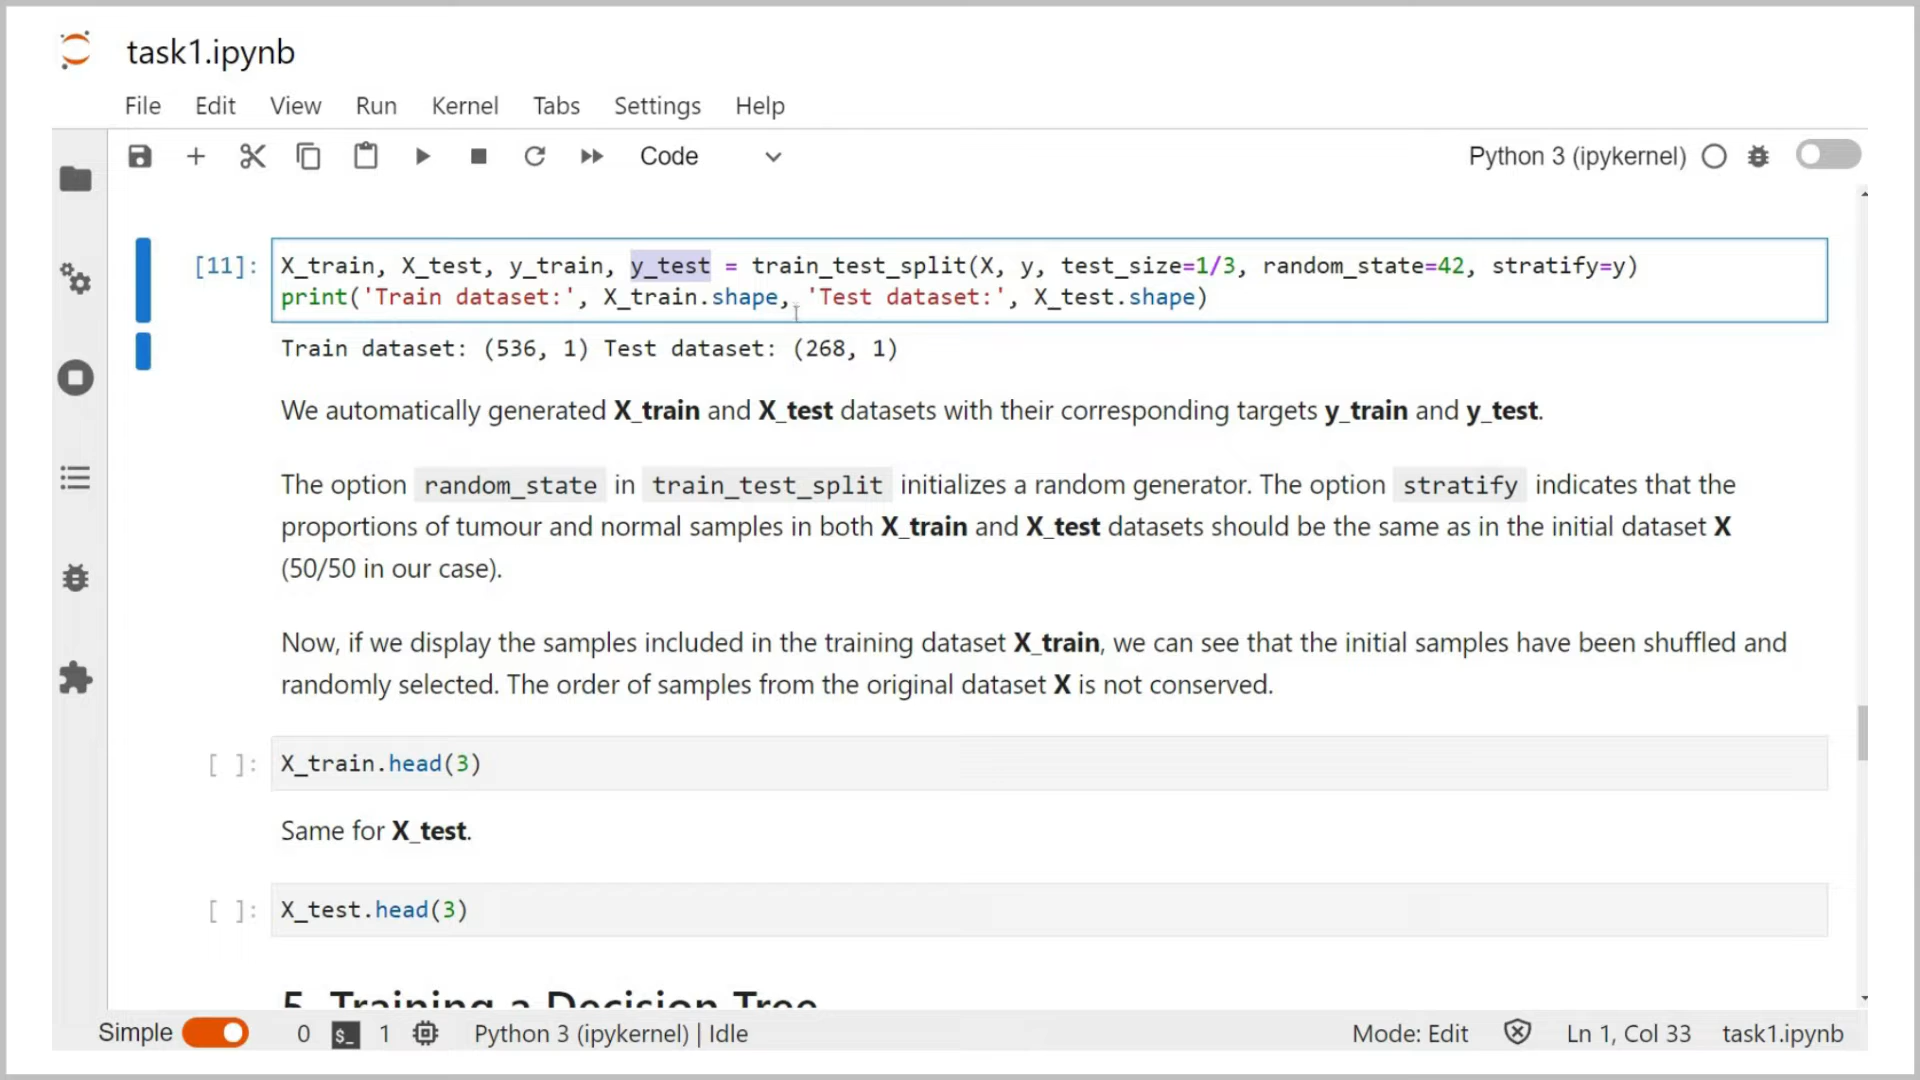 task1.ipynb
File Edit View Run Kernel Tabs Settings Help
Code
Python 3 (ipykernel)
[11]: X_train, X_test, y_train, y_test = train_test_split(X, y, test_size=1/3, random_state=42, stratify=y)
print('Train dataset:', X_train.shape, 'Test dataset:', X_test.shape)
Train dataset: (536, 1) Test dataset: (268, 1)
We automatically generated X_train and X_test datasets with their corresponding targets y_train and y_test.
The option random_state in train_test_split initializes a random generator. The option stratify indicates that the
proportions of tumour and normal samples in both X_train and X_test datasets should be the same as in the initial dataset X
(50/50 in our case).
Now, if we display the samples included in the training dataset X_train, we can see that the initial samples have been shuffled and
randomly selected. The order of samples from the original dataset X is not conserved.
[ ]: X_train.head(3)
Same for X_test.
[ ]: X_test.head(3)
5. Training a Decision Tree
Simple 0 $_ 1 Python 3 (ipykernel) | Idle Mode: Edit Ln 1, Col 33 task1.ipynb